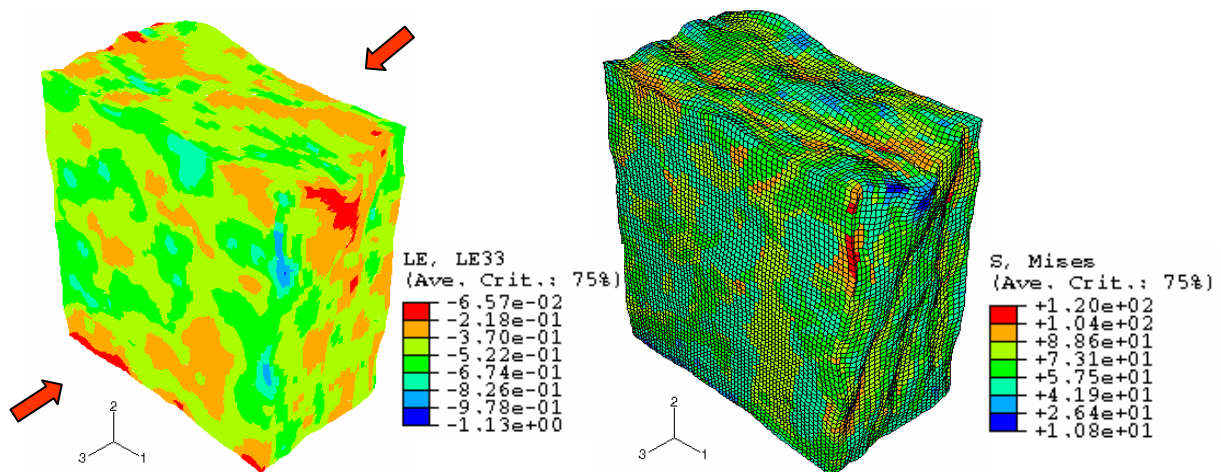 LE, LE33
(Ave. Crit.: 75%)
-6.57e-02
-2.18e-01
-3.70e-01
-5.22e-01
-6.74e-01
-8.26e-01
-9.78e-01
-1.13e+00
2
3
1
S, Mises
(Ave. Crit.: 75%)
+1.20e+02
+1.04e+02
+8.86e+01
+7.31e+01
+5.75e+01
+4.19e+01
+2.64e+01
+1.08e+01
2
3
1